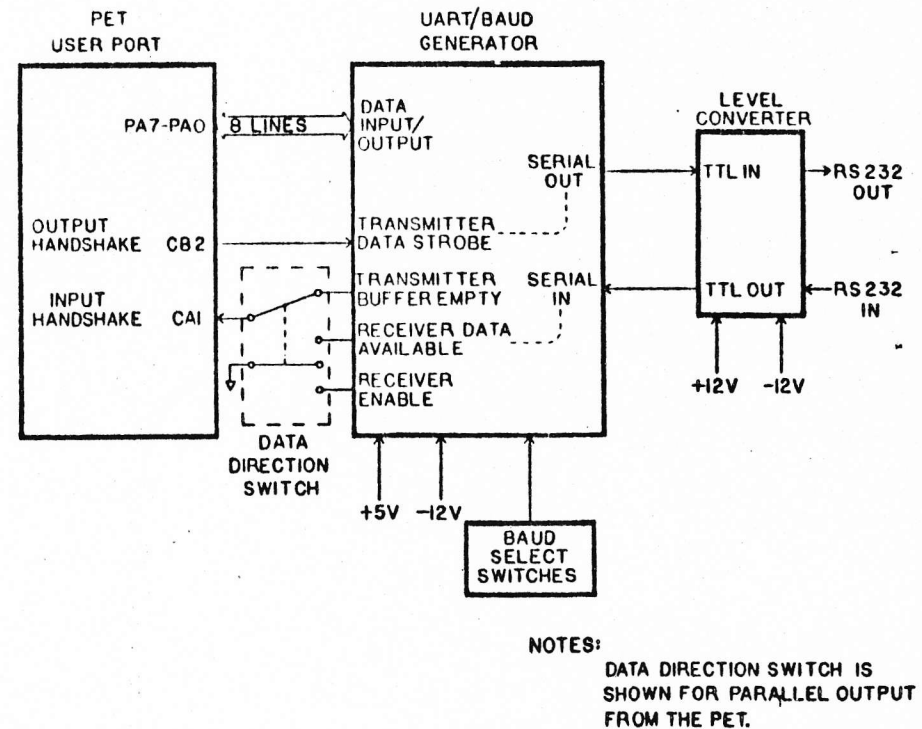 PET
USER PORT
UART/BAUD
GENERATOR
PA7-PA0
8 LINES
DATA
INPUT/
OUTPUT
LEVEL
CONVERTER
SERIAL
OUT
TTL IN
RS 232
OUT
OUTPUT
HANDSHAKE CB2
TRANSMITTER
DATA STROBE
INPUT
HANDSHAKE CA1
TRANSMITTER
BUFFER EMPTY
SERIAL
IN
TTL OUT
RS 232
IN
RECEIVER DATA
AVAILABLE
RECEIVER
ENABLE
+12V -12V
DATA
DIRECTION
SWITCH
+5V -12V
BAUD
SELECT
SWITCHES
NOTES:
DATA DIRECTION SWITCH IS
SHOWN FOR PARALLEL OUTPUT
FROM THE PET.